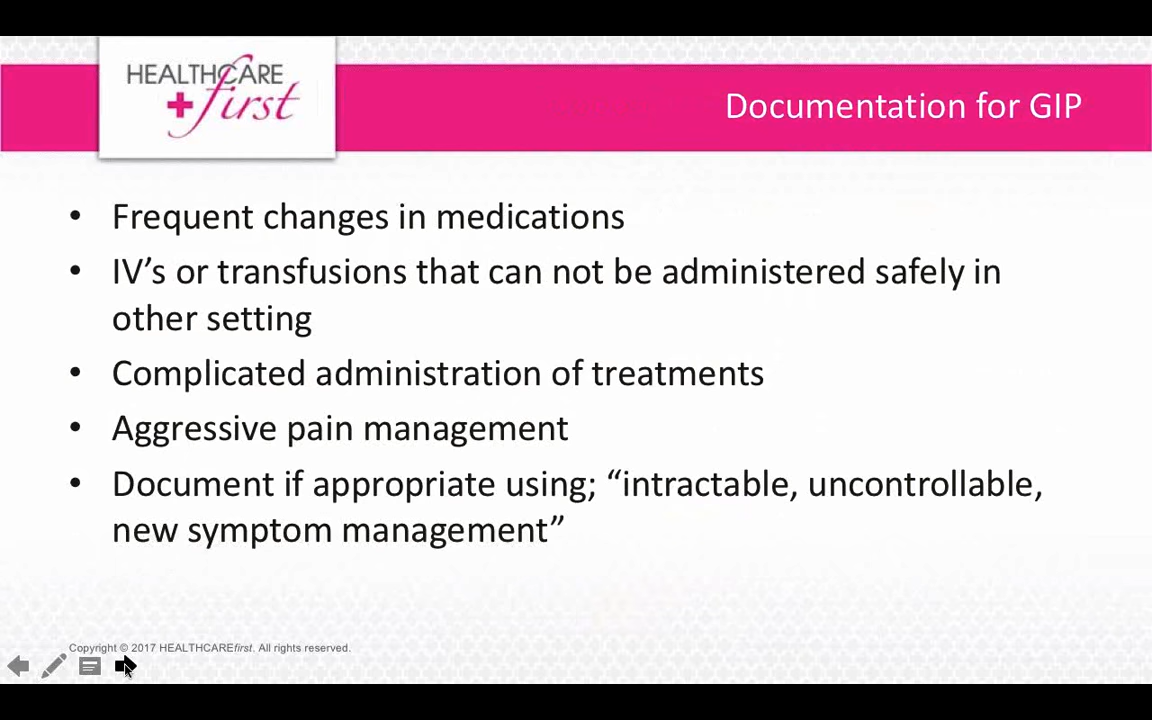 HEALTHCARE
first
Documentation for GIP
• Frequent changes in medications
• IV’s or transfusions that can not be administered safely in
other setting
• Complicated administration of treatments
• Aggressive pain management
• Document if appropriate using; “intractable, uncontrollable,
new symptom management”
Copyright © 2017 HEALTHCAREfirst. All rights reserved.